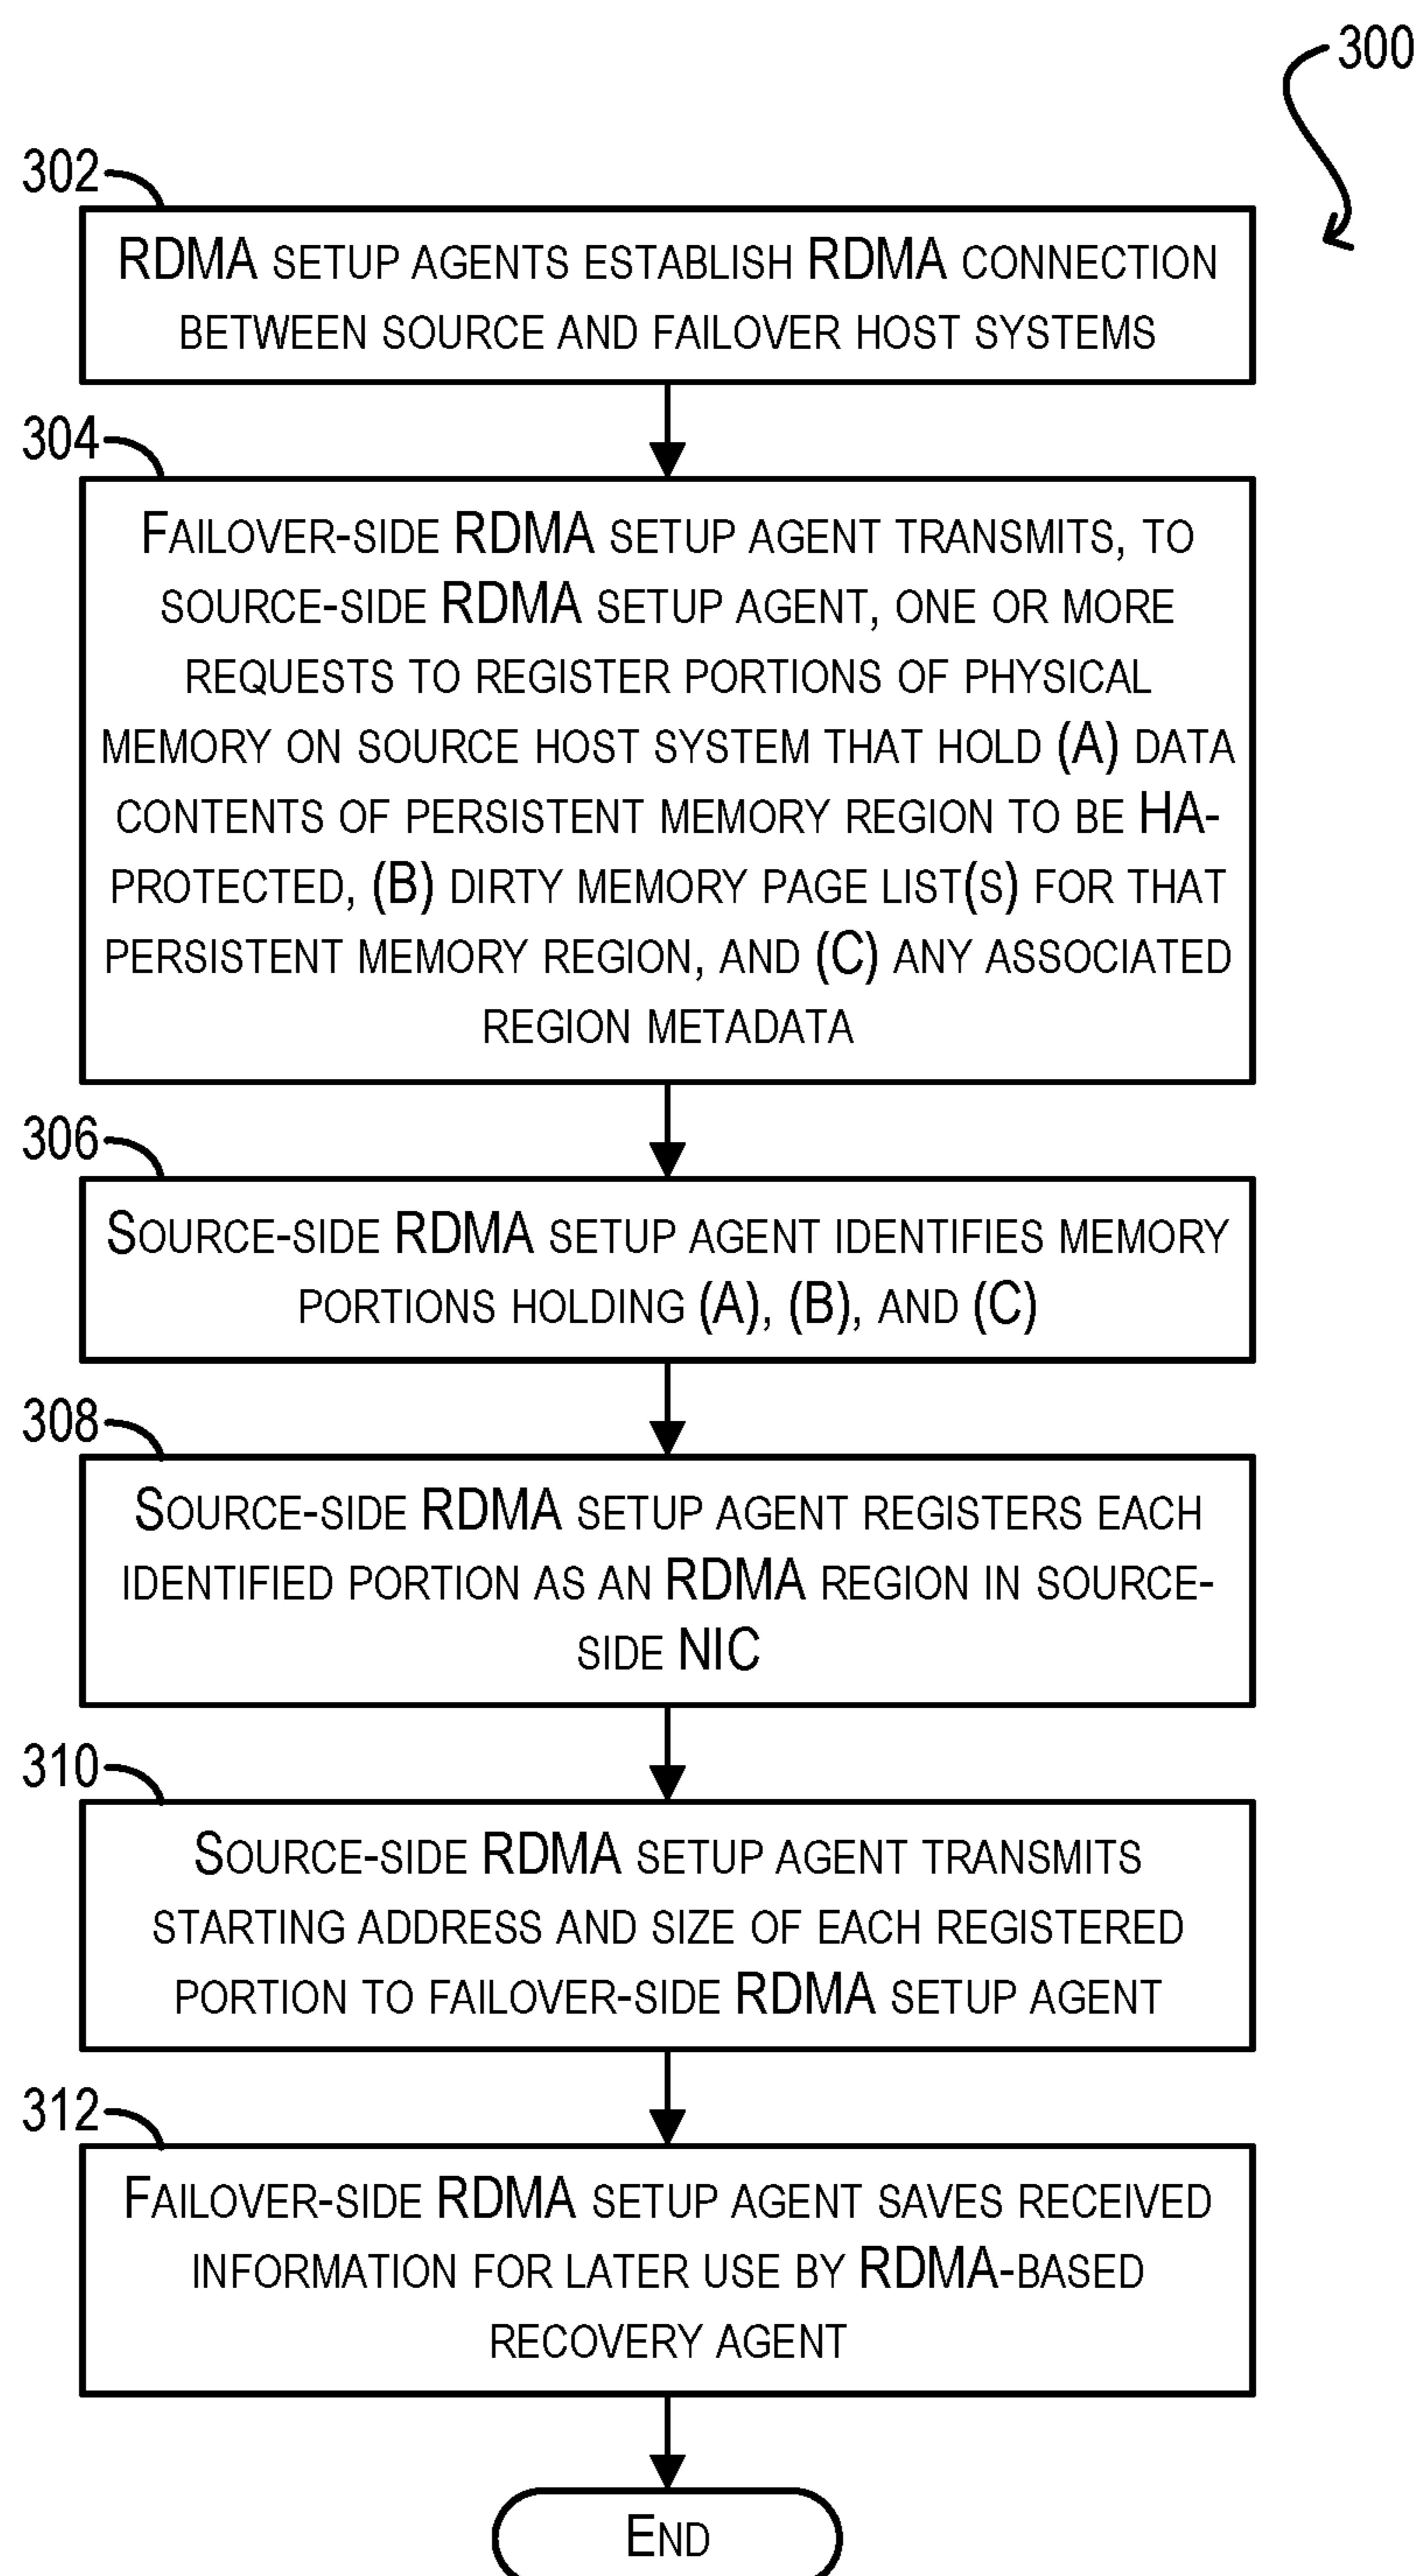 300
302
RDMA SETUP AGENTS ESTABLISH RDMA CONNECTION
BETWEEN SOURCE AND FAILOVER HOST SYSTEMS
304
FAILOVER-SIDE RDMA SETUP AGENT TRANSMITS, TO
SOURCE-SIDE RDMA SETUP AGENT, ONE OR MORE
REQUESTS TO REGISTER PORTIONS OF PHYSICAL
MEMORY ON SOURCE HOST SYSTEM THAT HOLD (A) DATA
CONTENTS OF PERSISTENT MEMORY REGION TO BE HA-
PROTECTED, (B) DIRTY MEMORY PAGE LIST(S) FOR THAT
PERSISTENT MEMORY REGION, AND (C) ANY ASSOCIATED
REGION METADATA
306
SOURCE-SIDE RDMA SETUP AGENT IDENTIFIES MEMORY
PORTIONS HOLDING (A), (B), AND (C)
308
SOURCE-SIDE RDMA SETUP AGENT REGISTERS EACH
IDENTIFIED PORTION AS AN RDMA REGION IN SOURCE-
SIDE NIC
310
SOURCE-SIDE RDMA SETUP AGENT TRANSMITS
STARTING ADDRESS AND SIZE OF EACH REGISTERED
PORTION TO FAILOVER-SIDE RDMA SETUP AGENT
312
FAILOVER-SIDE RDMA SETUP AGENT SAVES RECEIVED
INFORMATION FOR LATER USE BY RDMA-BASED
RECOVERY AGENT
END